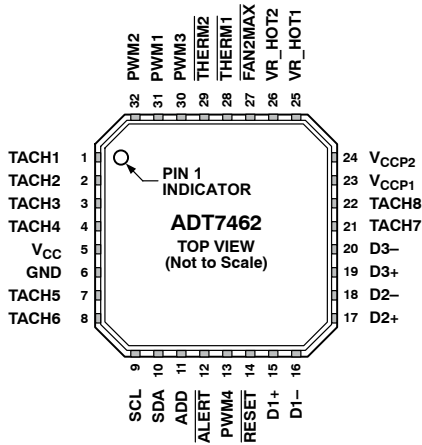 32 PWM2
31 PWM1
30 PWM3
29 THERM2
28 THERM1
27 FAN2MAX
26 VR_HOT2
25 VR_HOT1
TACH1 1
TACH2 2
TACH3 3
TACH4 4
VCC 5
GND 6
TACH5 7
TACH6 8
PIN 1
INDICATOR
ADT7462
TOP VIEW
(Not to Scale)
24 VCCP2
23 VCCP1
22 TACH8
21 TACH7
20 D3–
19 D3+
18 D2–
17 D2+
SCL 9
SDA 10
ADD 11
ALERT 12
PWM4 13
RESET 14
D1+ 15
D1– 16